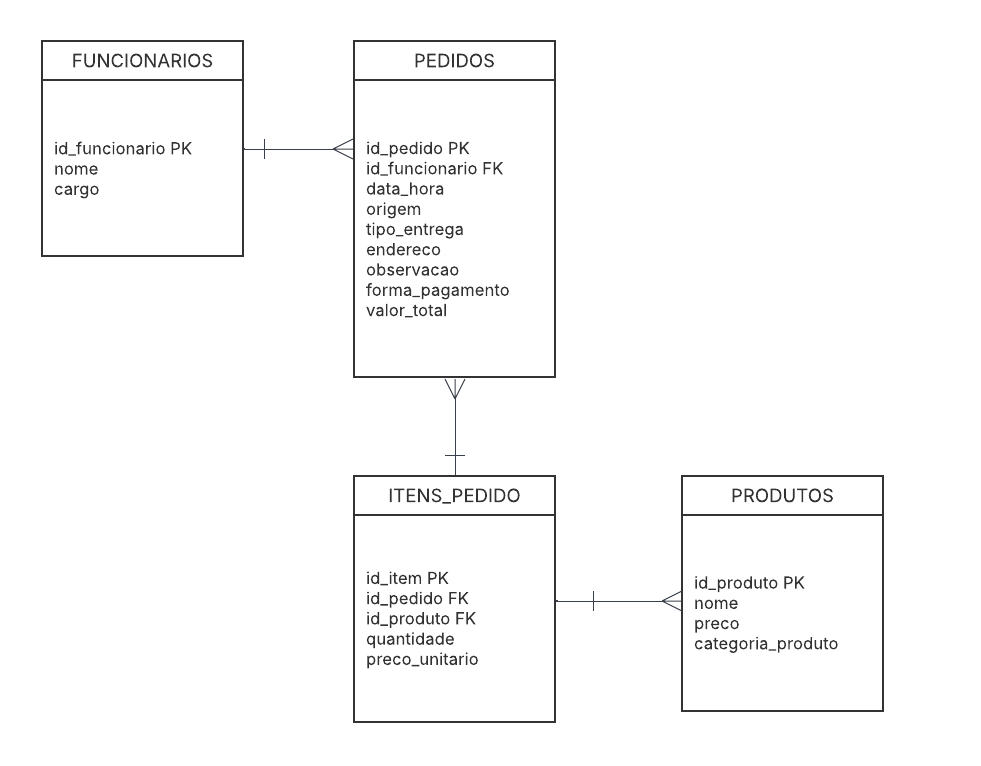 FUNCIONARIOS
id_funcionario PK
nome
cargo
PEDIDOS
id_pedido PK
id_funcionario FK
data_hora
origem
tipo_entrega
endereco
observacao
forma_pagamento
valor_total
ITENS_PEDIDO
id_item PK
id_pedido FK
id_produto FK
quantidade
preco_unitario
PRODUTOS
id_produto PK
nome
preco
categoria_produto